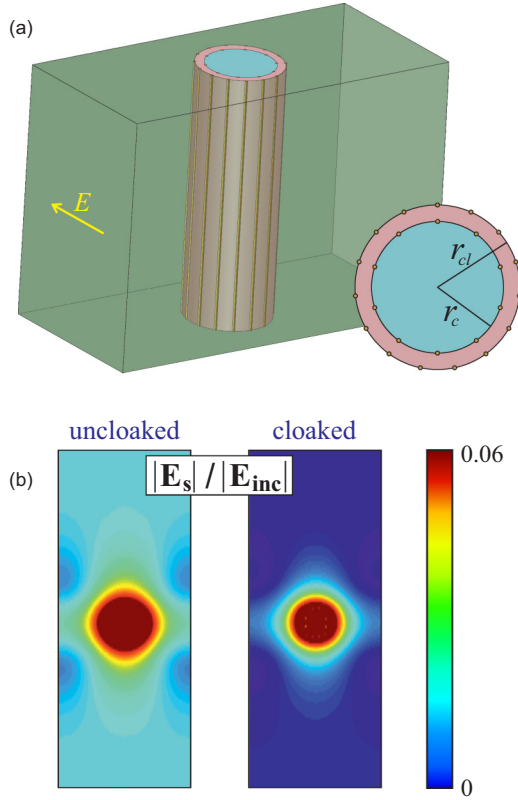 (a)
E
r_cl
r_c
uncloaked cloaked
(b)
|E_s| / |E_inc|
0.06
0